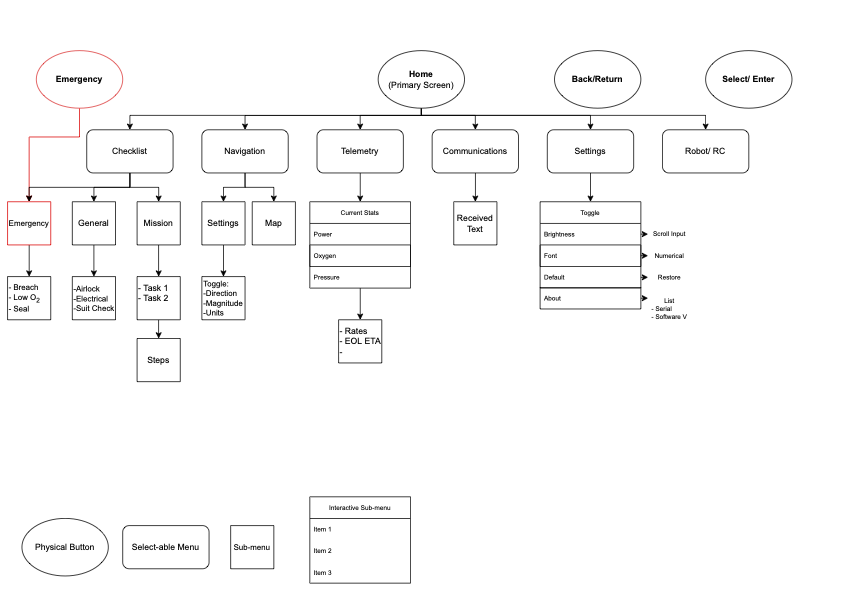 Emergency
Home
(Primary Screen)
Back/Return
Select/ Enter
Checklist
Navigation
Telemetry
Communications
Settings
Robot/ RC
Emergency
General
Mission
Settings
Map
Current Stats
Power
Oxygen
Pressure
Received
Text
Toggle
Brightness
Scroll Input
Font
Numerical
Default
Restore
About
List
- Serial
- Software V
- Breach
- Low O2
- Seal
-Airlock
-Electrical
-Suit Check
- Task 1
- Task 2
Toggle:
-Direction
-Magnitude
-Units
- Rates
- EOL ETA
-
Steps
Physical Button
Select-able Menu
Sub-menu
Interactive Sub-menu
Item 1
Item 2
Item 3